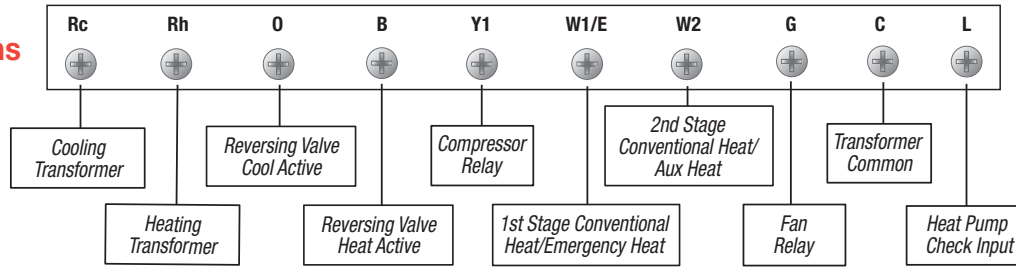 Rc Rh O B Y1 W1/E W2 G C L
Cooling
Transformer
Heating
Transformer
Reversing Valve
Cool Active
Reversing Valve
Heat Active
Compressor
Relay
1st Stage Conventional
Heat/Emergency Heat
2nd Stage
Conventional Heat/
Aux Heat
Fan
Relay
Transformer
Common
Heat Pump
Check Input